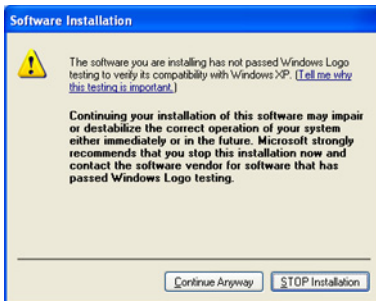 Software Installation
The software you are installing has not passed Windows Logo
testing to verify its compatibility with Windows XP. (Tell me why
this testing is important.)
Continuing your installation of this software may impair
or destabilize the correct operation of your system
either immediately or in the future. Microsoft strongly
recommends that you stop this installation now and
contact the software vendor for software that has
passed Windows Logo testing.
Continue Anyway
STOP Installation